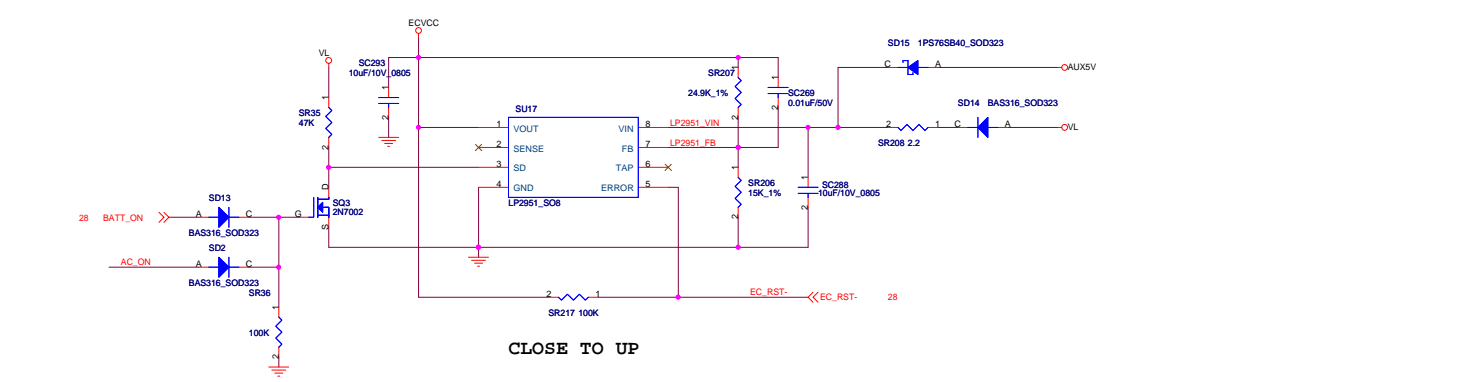 ECVCC
SD15 1PS76SB40_SOD323
VL
SC293
10uF/10V_0805
C A
AUX5V
SR207
24.9K_1%
1
2
1
2
1
2
SC269
0.01uF/50V
SD14 BAS316_SOD323
SR35
47K
1
2
SU17
1 VOUT VIN 8 LP2951_VIN
2 1 C A
VL
SR208 2.2
2 SENSE FB 7 LP2951_FB
3 SD TAP 6
4 GND ERROR 5
LP2951_SO8
1
2
SR206
15K_1%
1
2
SC288
10uF/10V_0805
D
G
S
SQ3
2N7002
SD13
28 BATT_ON
A C
BAS316_SOD323
SD2
AC_ON
A C
BAS316_SOD323
SR36
1
2
100K
2 1
SR217 100K
EC_RST-
EC_RST- 28
CLOSE TO UP